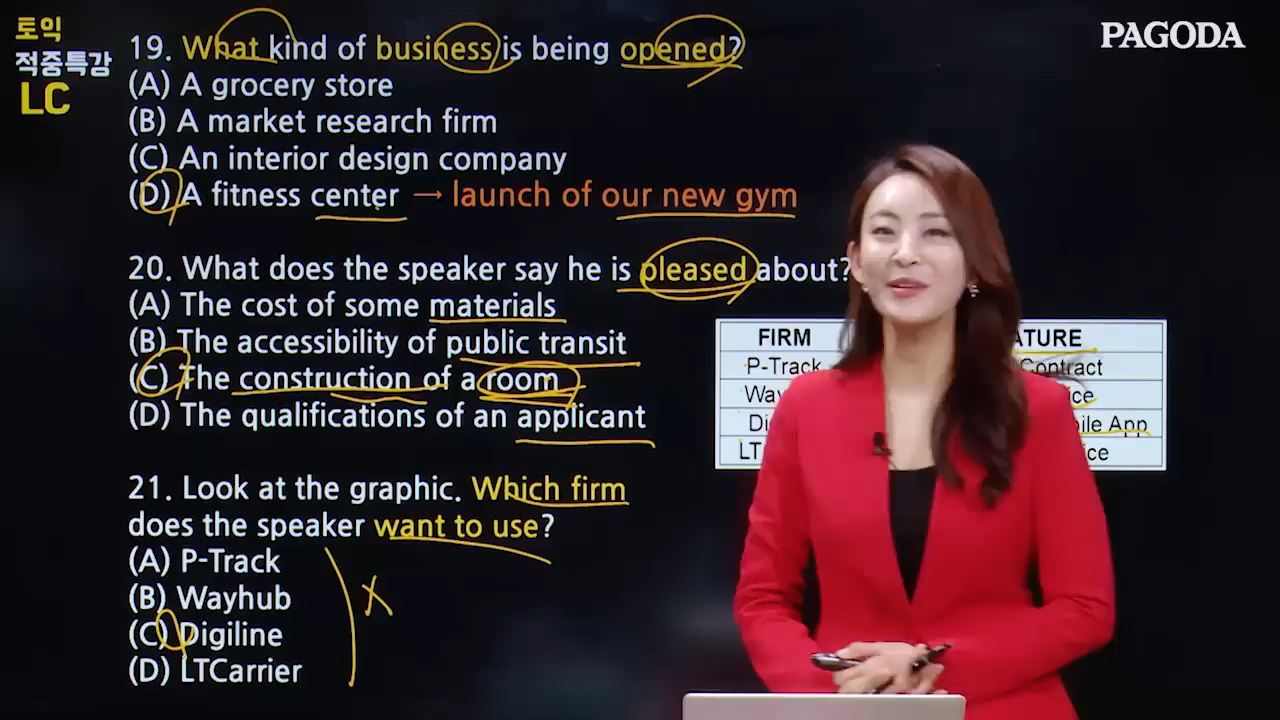 토익
적중특강
LC
PAGODA
19. What kind of business is being opened?
(A) A grocery store
(B) A market research firm
(C) An interior design company
(D) A fitness center → launch of our new gym
20. What does the speaker say he is pleased about?
(A) The cost of some materials
(B) The accessibility of public transit
(C) The construction of a room
(D) The qualifications of an applicant
FIRM
P-Track Contract
LT
Mobile App
21. Look at the graphic. Which firm
does the speaker want to use?
(A) P-Track
(B) Wayhub
(C) Digiline
(D) LTCarrier